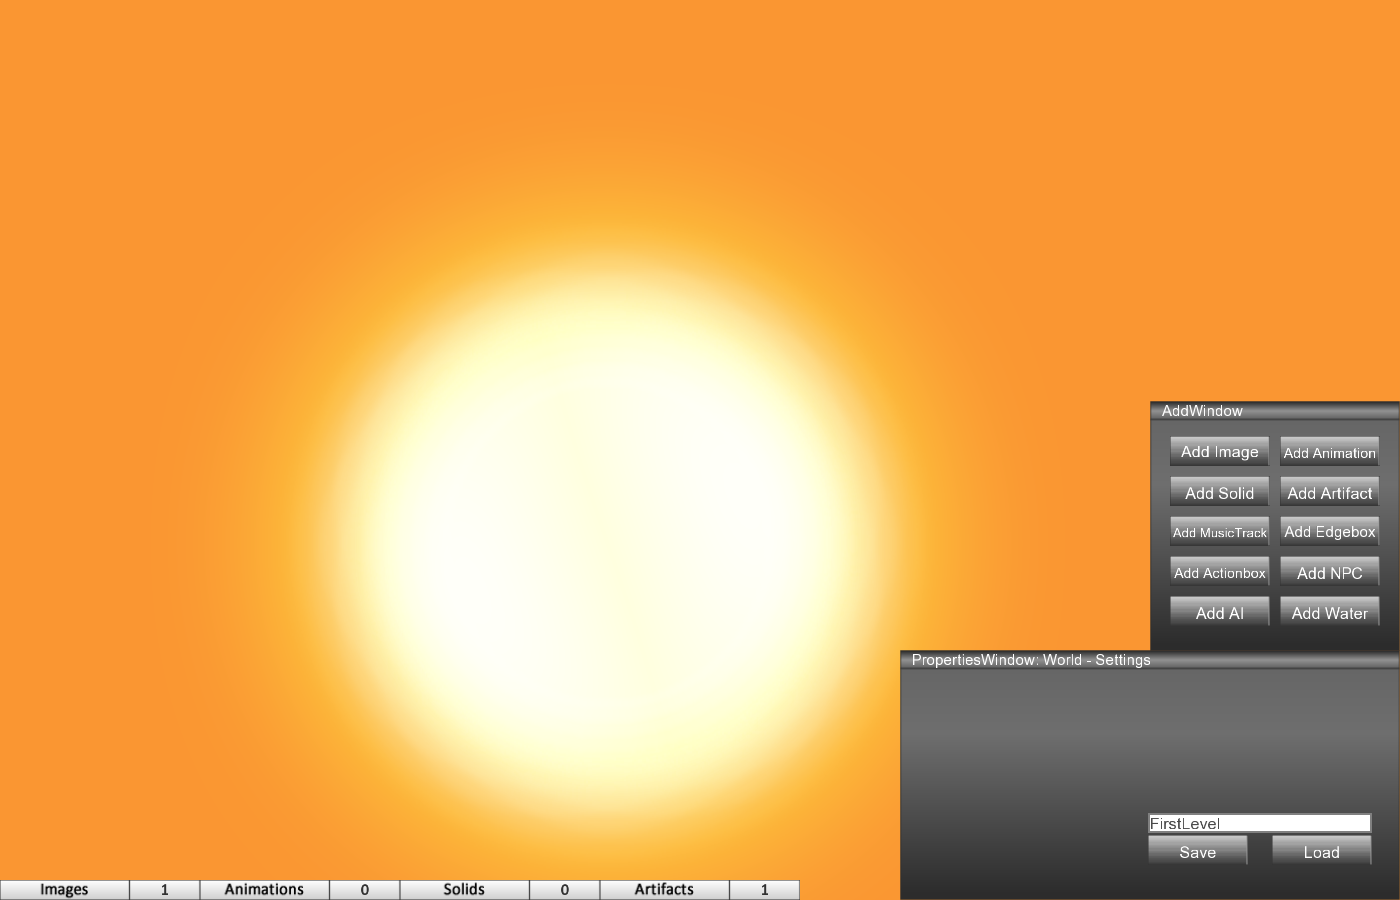 AddWindow
Add Image Add Animation
Add Solid Add Artifact
Add MusicTrack Add Edgebox
Add Actionbox Add NPC
Add AI Add Water
PropertiesWindow: World - Settings
FirstLevel
Save Load
Images 1 Animations 0 Solids 0 Artifacts 1